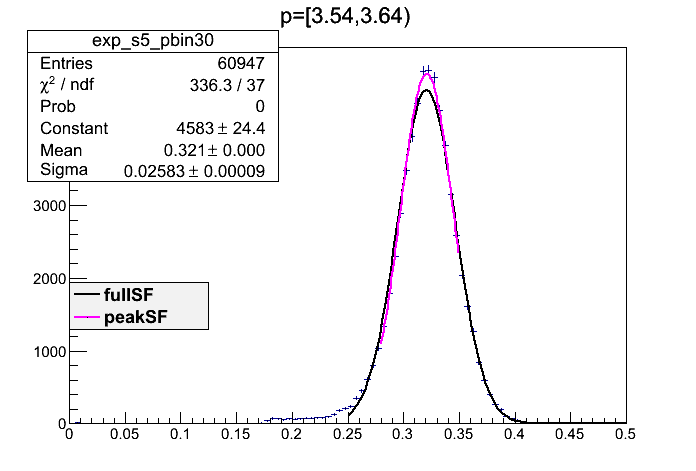 p=[3.54,3.64)
exp_s5_pbin30
Entries 60947
χ² / ndf 336.3 / 37
Prob 0
Constant 4583 ± 24.4
Mean 0.321 ± 0.000
Sigma 0.02583 ± 0.00009
3000
2000
fullSF
peakSF
1000
0
0 0.05 0.1 0.15 0.2 0.25 0.3 0.35 0.4 0.45 0.5